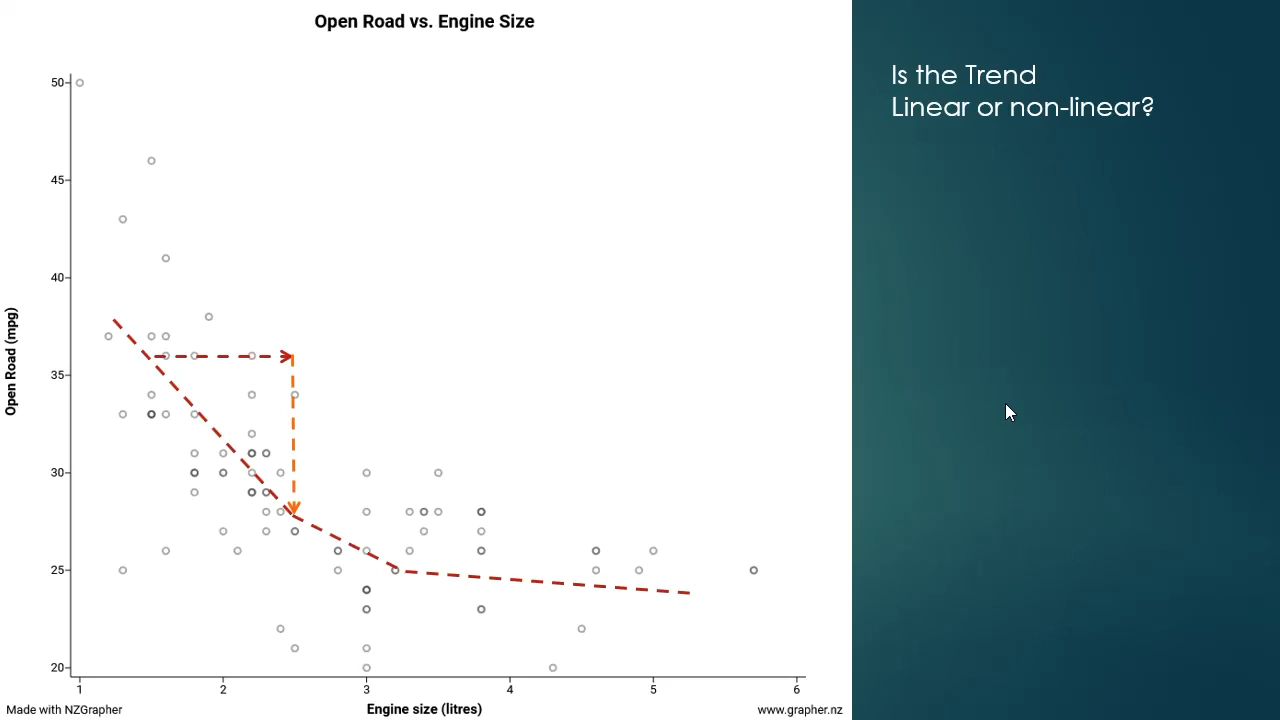 Open Road vs. Engine Size
Is the Trend
Linear or non-linear?
Open Road (mpg)
50
45
40
35
30
25
20
1 2 3 4 5 6
Engine size (litres)
Made with NZGrapher
www.grapher.nz